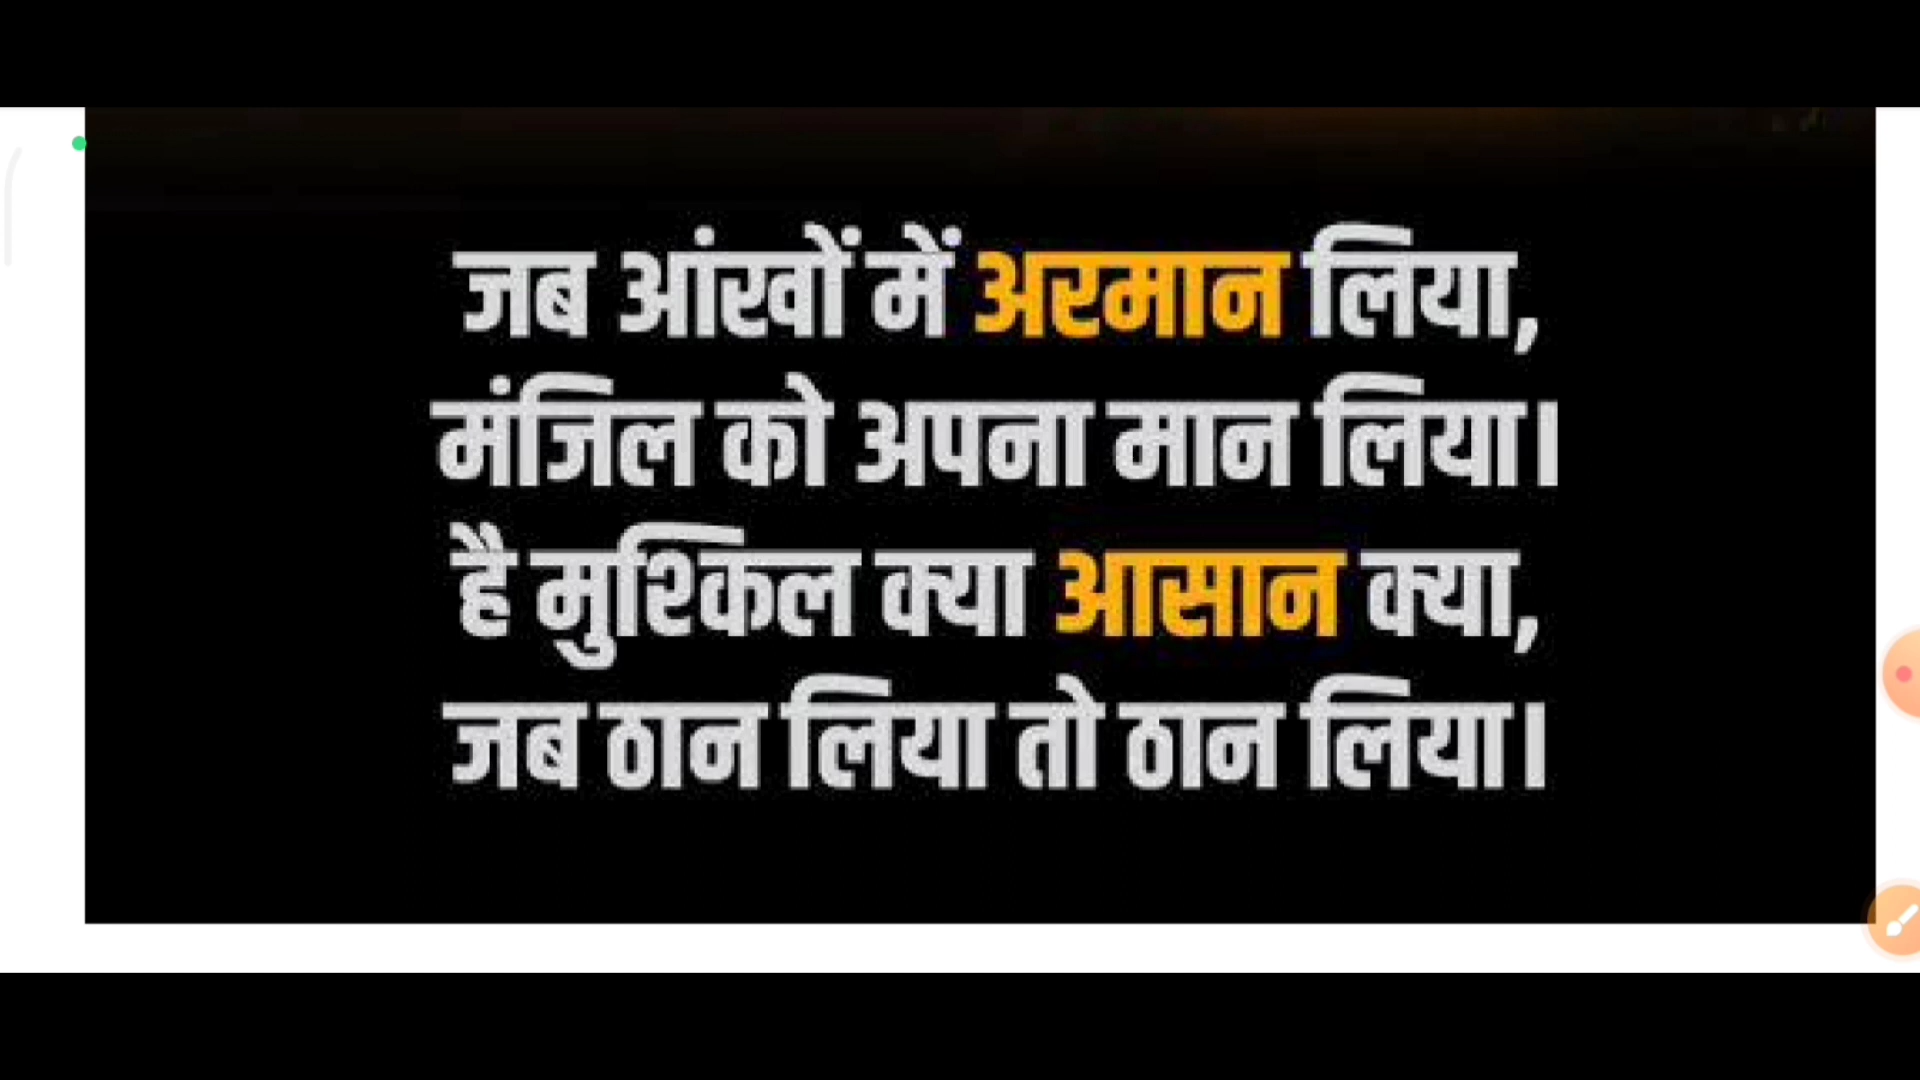 जब आंखों में अरमान लिया,
मंजिल को अपना मान लिया।
है मुश्किल क्या आसान क्या,
जब ठान लिया तो ठान लिया।